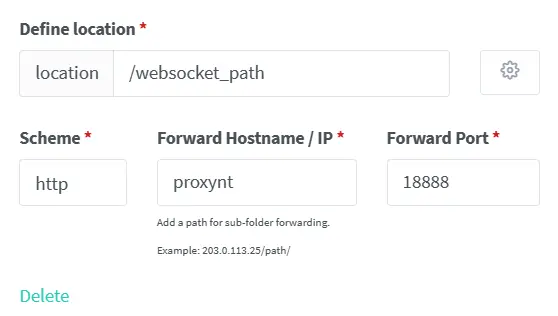 Define location *
location /websocket_path
Scheme * Forward Hostname / IP * Forward Port *
http proxynt 18888
Add a path for sub-folder forwarding.
Example: 203.0.113.25/path/
Delete